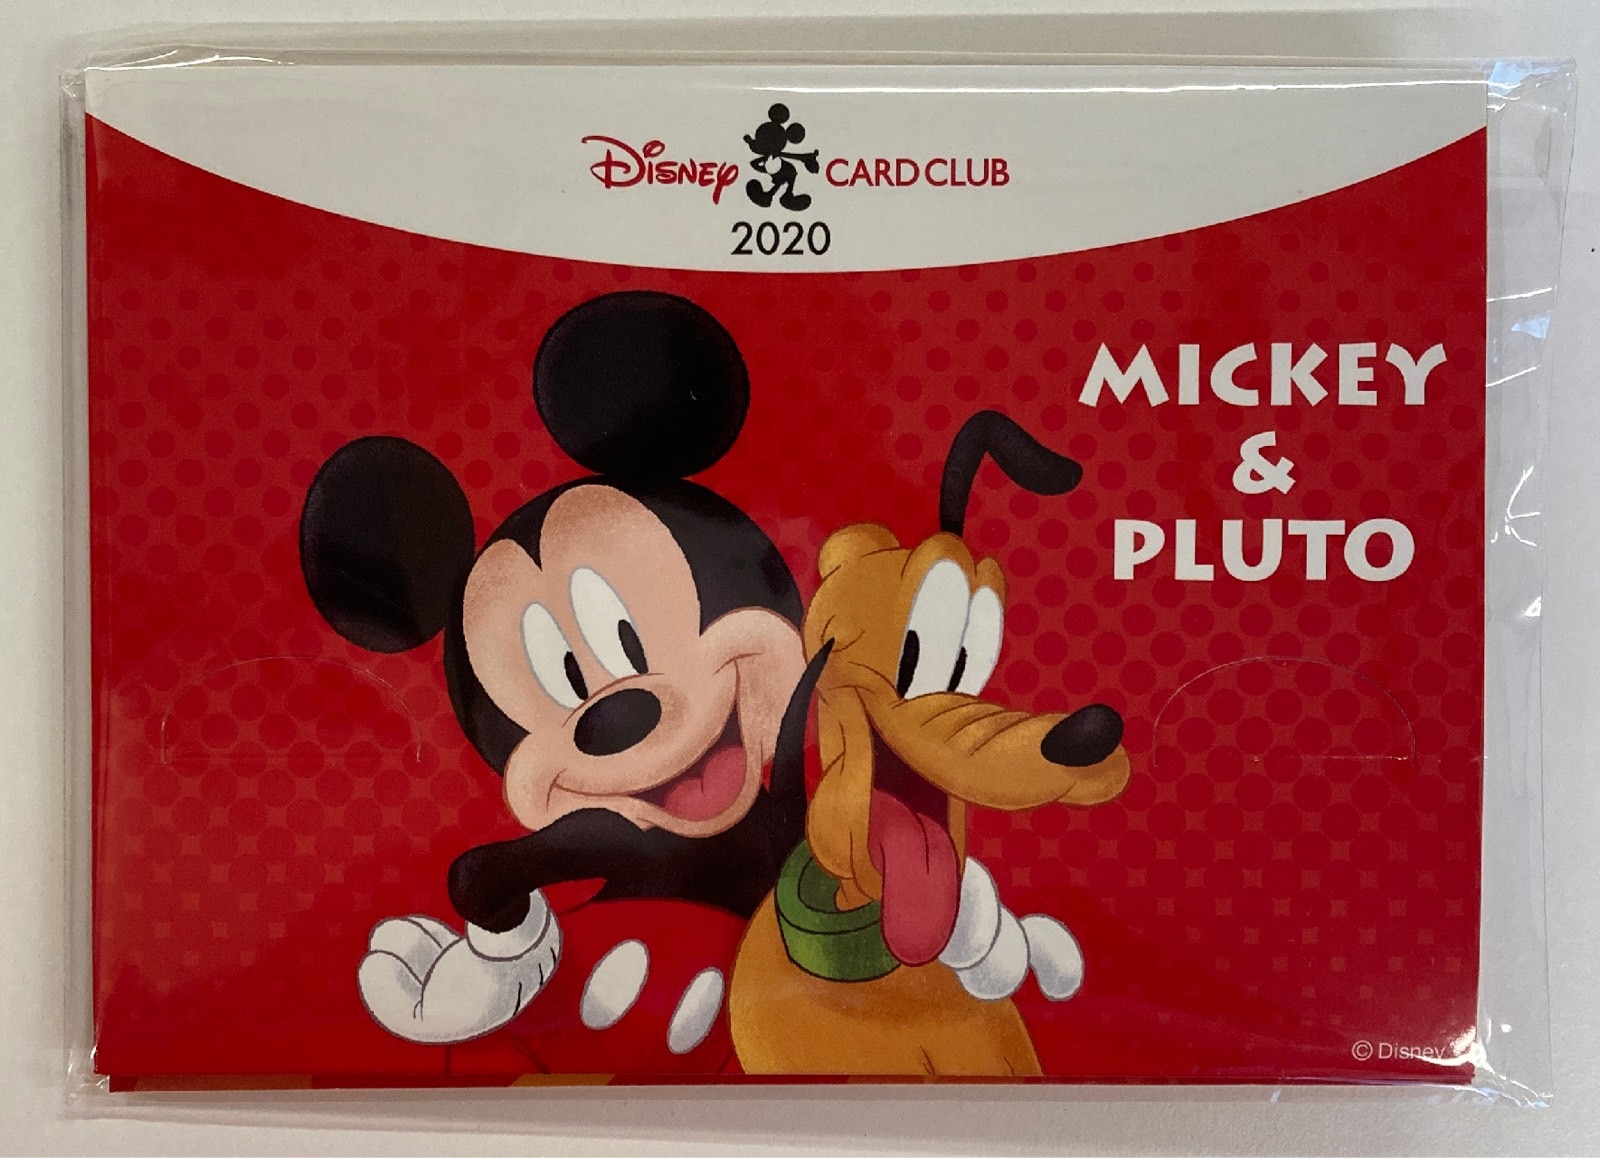 Disney CARD CLUB
2020
MICKEY
&
PLUTO
© Disney